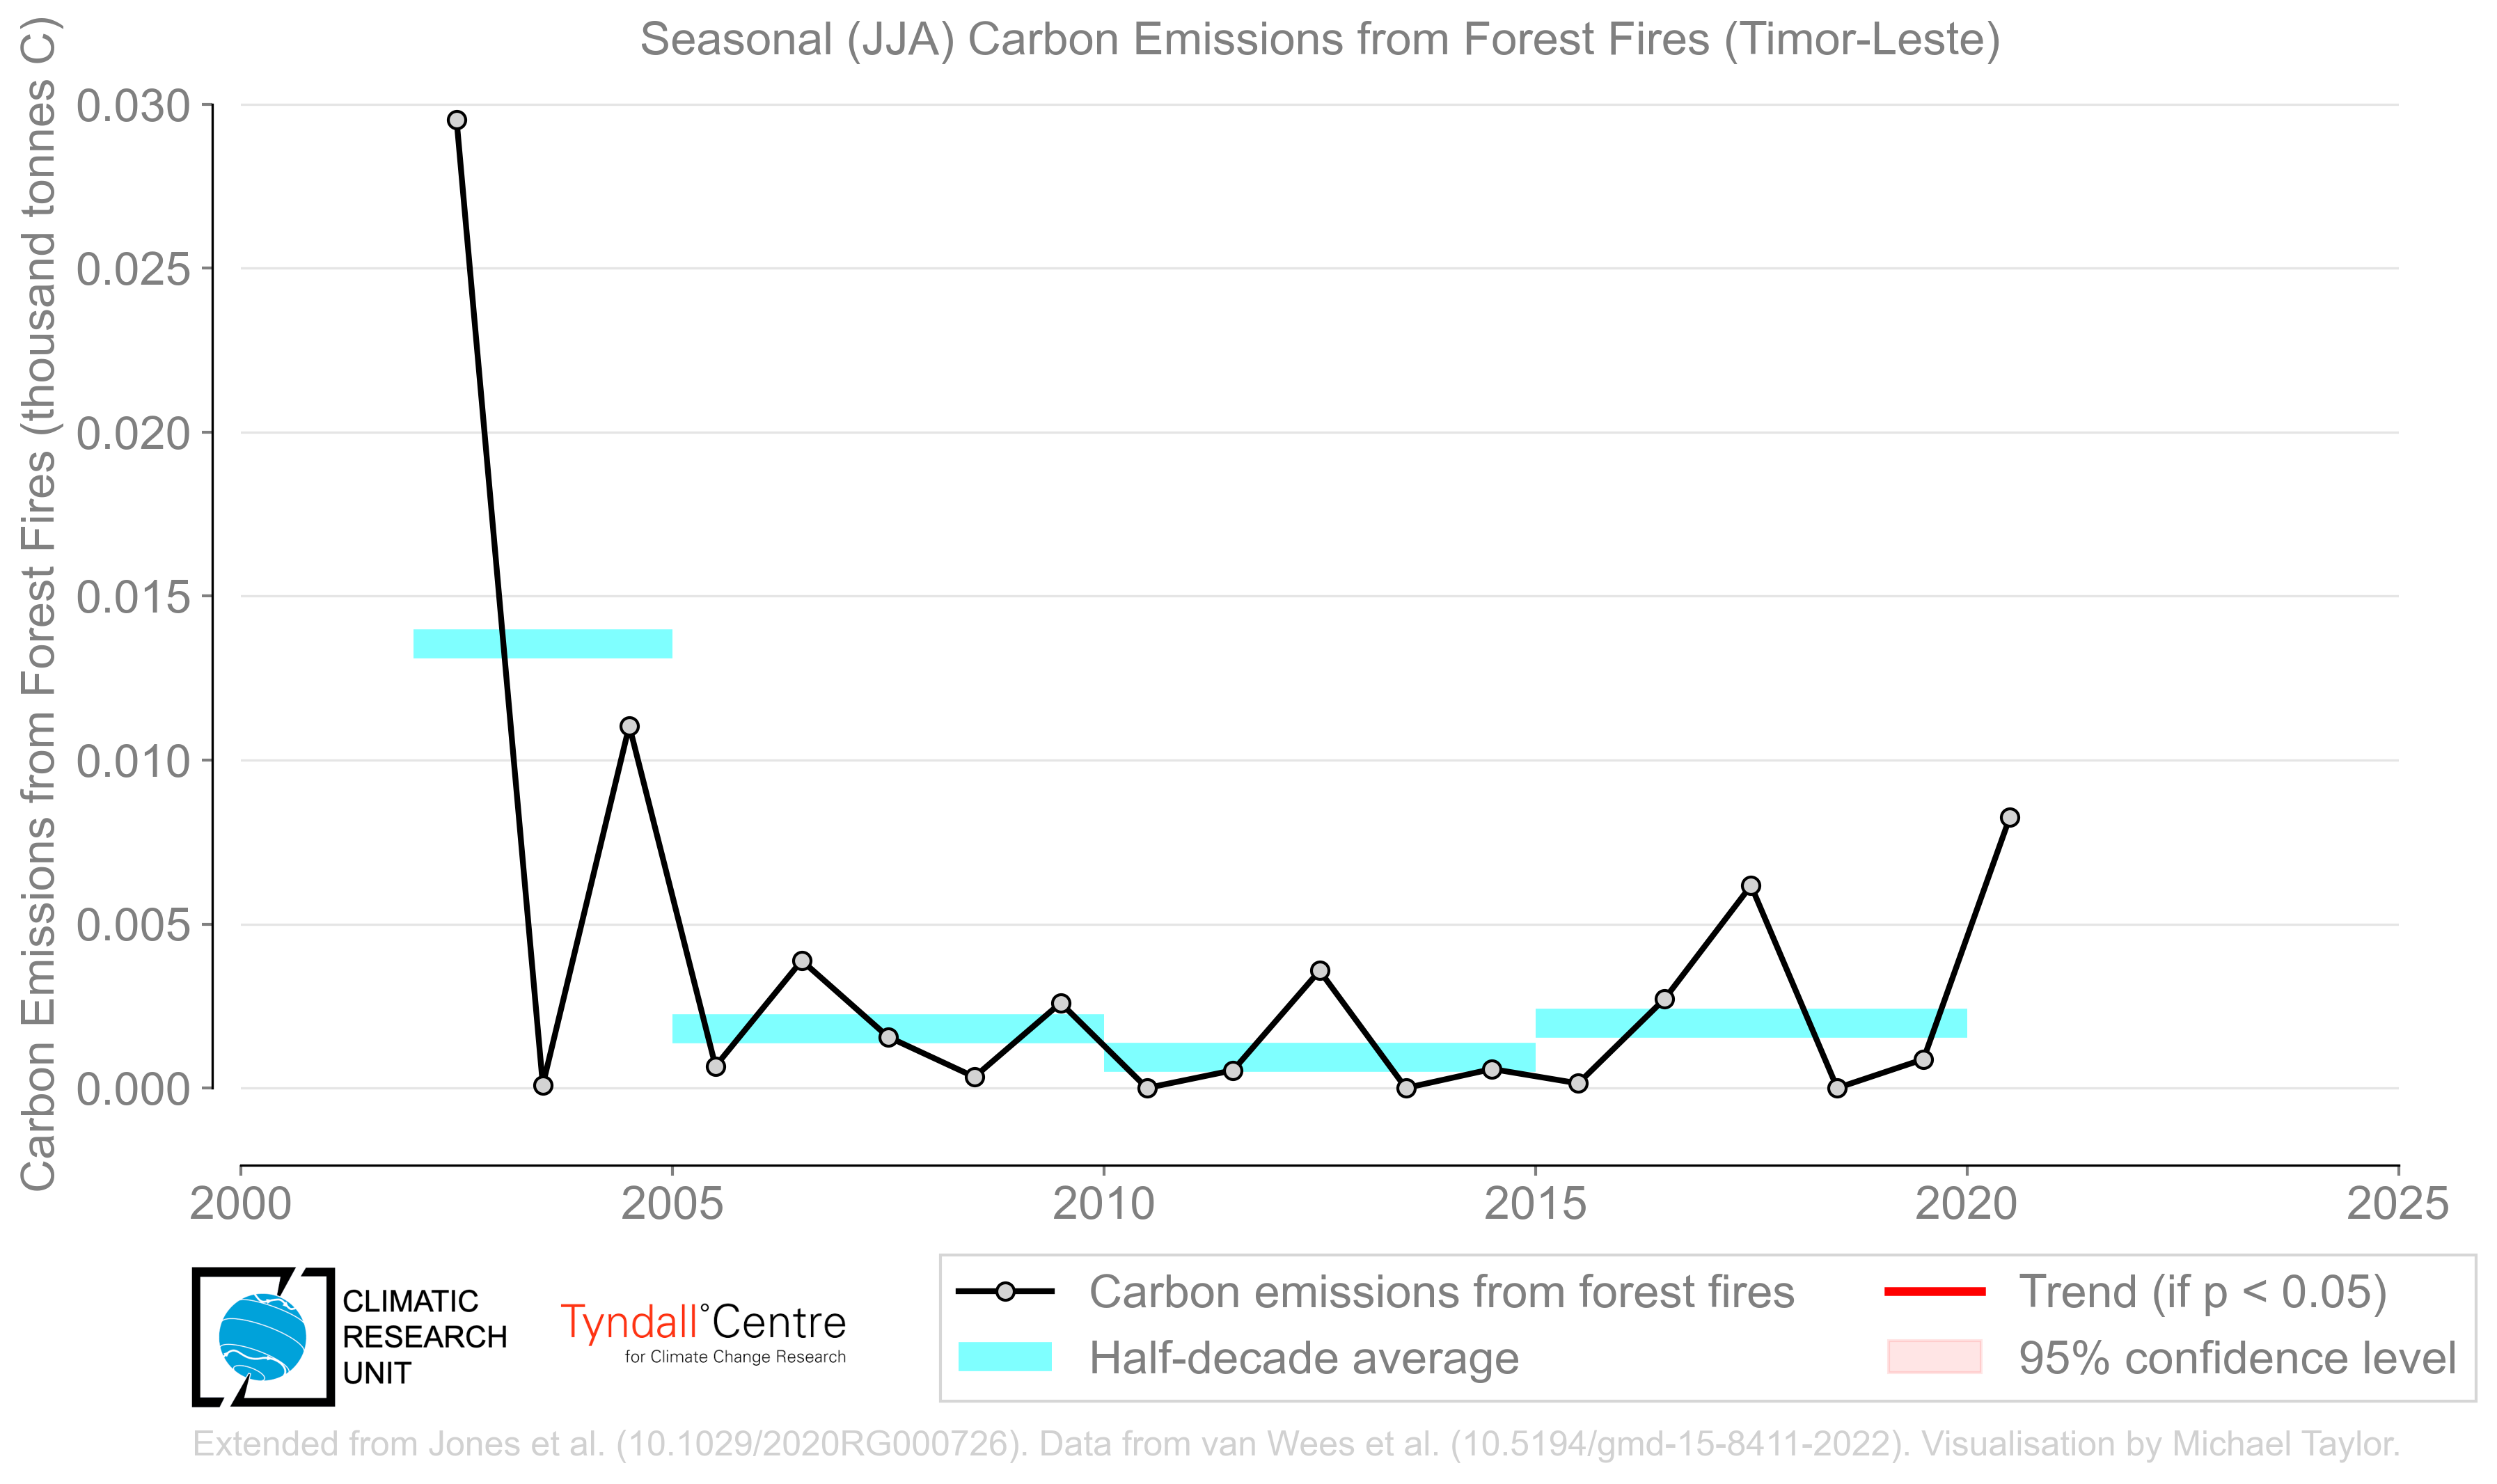 Seasonal (JJA) Carbon Emissions from Forest Fires (Timor-Leste)
Carbon Emissions from Forest Fires (thousand tonnes C)
0.030
0.025
0.020
0.015
0.010
0.005
0.000
2000
2005
2010
2015
2020
2025
CLIMATIC
RESEARCH
UNIT
Tyndall°Centre
for Climate Change Research
Carbon emissions from forest fires
Half-decade average
Trend (if p < 0.05)
95% confidence level
Extended from Jones et al. (10.1029/2020RG000726). Data from van Wees et al. (10.5194/gmd-15-8411-2022). Visualisation by Michael Taylor.